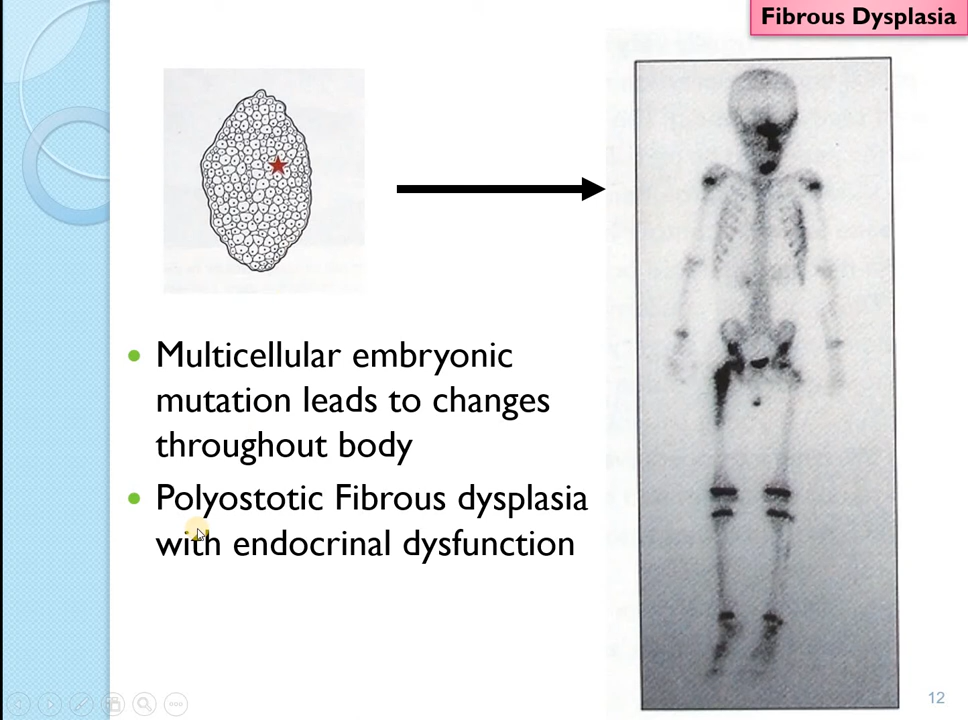 Fibrous Dysplasia
Multicellular embryonic
mutation leads to changes
throughout body
Polyostotic Fibrous dysplasia
with endocrinal dysfunction
12